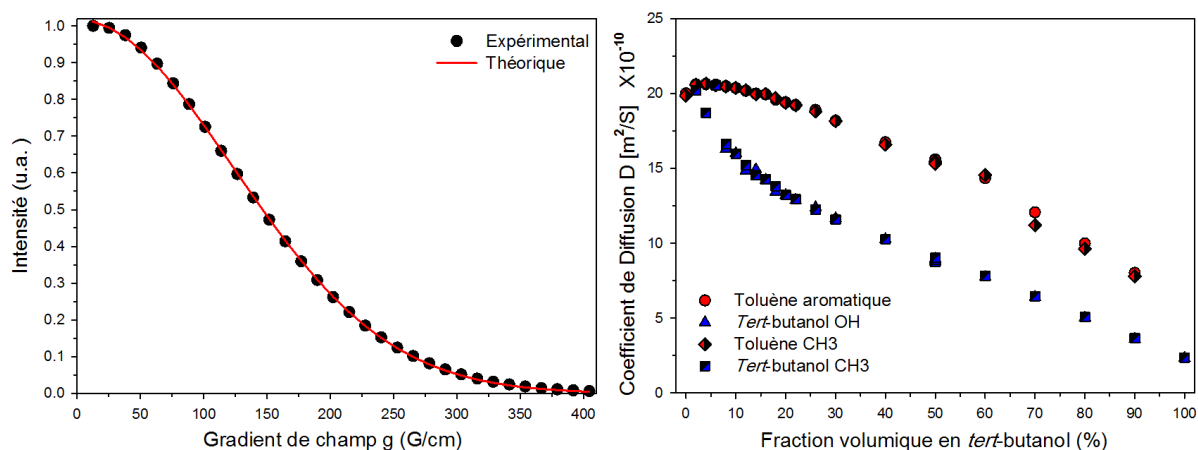 1.0
0.9
0.8
0.7
0.6
0.5
0.4
0.3
0.2
0.1
0.0
Intensité (u.a. )
Expérimental
Théorique
0 50 100 150 200 250 300 350 400
Gradient de champ g (G/cm)
25
20
15
10
5
0
Coefficient de Diffusion D [m²/S] X10⁻¹⁰
Toluène aromatique
Tert-butanol OH
Toluène CH3
Tert-butanol CH3
0 10 20 30 40 50 60 70 80 90 100
Fraction volumique en tert-butanol (%)